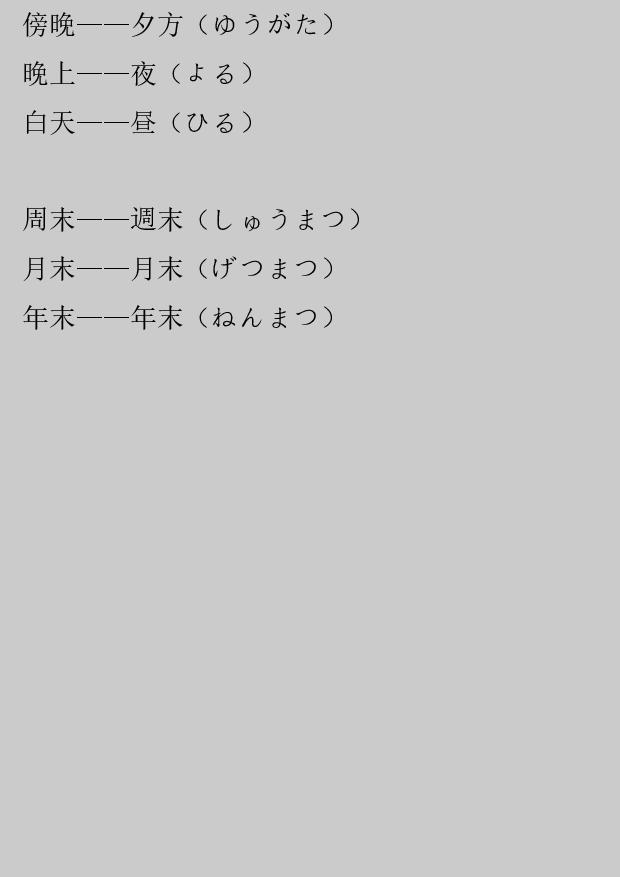 傍晚——夕方（ゆうがた）
晚上——夜（よる）
白天——昼（ひる）
周末——週末（しゅうまつ）
月末——月末（げつまつ）
年末——年末（ねんまつ）